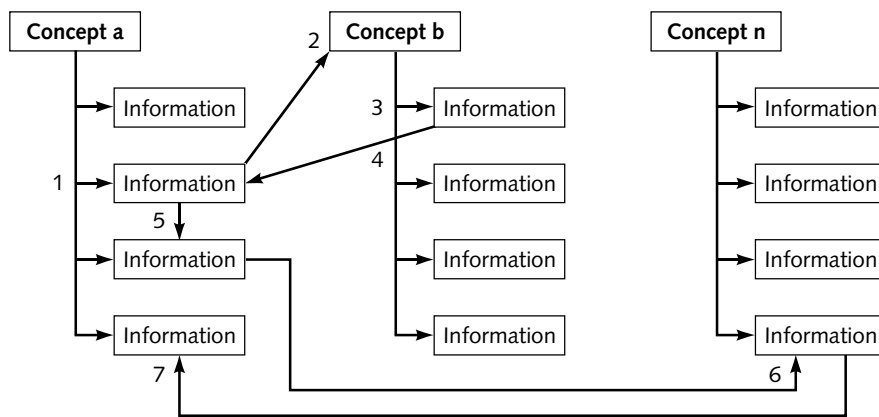 Concept a
2
Concept b
Concept n
Information
3
Information
Information
4
1
Information
Information
Information
5
Information
Information
Information
Information
Information
Information
7
6